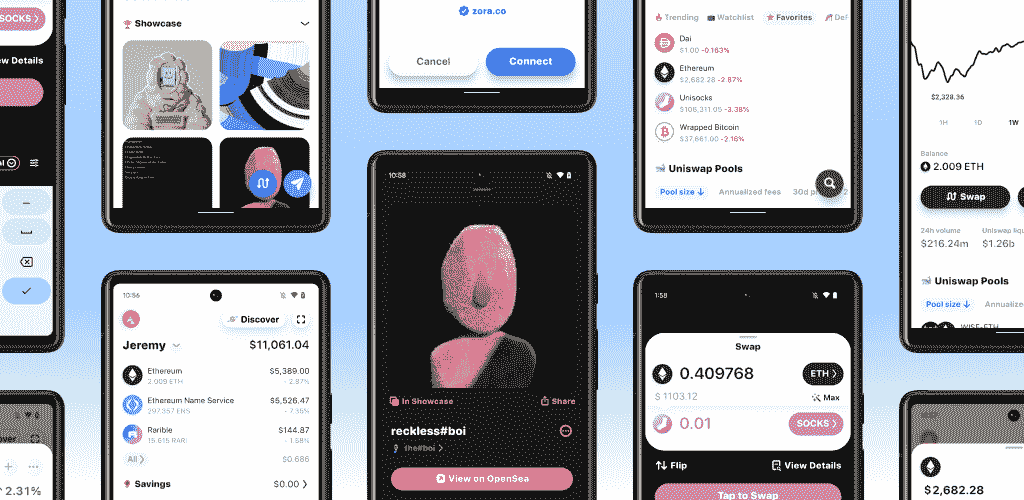 SOCKS >
ew Details
Showcase
10:36
Discover
Jeremy
$11,061.04
Ethereum
$5,389.00
2.009 ETH
- 2.87%
Ethereum Name Service
$5,526.47
297.357 ENS
- 7.35%
Rarible
$144.87
15.615 RARI
- 1.58%
All >
$0.686
Savings
$0.00 >
2.31%
zora.co
Cancel
Connect
10:58
In Showcase
Share
reckless#boi
the#boi >
View on OpenSea
Trending
Watchlist
Favorites
DeF
Dai
$1.00 -0.163%
Ethereum
$2,682.28 -2.87%
Unisocks
$106,311.05 -3.38%
Wrapped Bitcoin
$37,661.00 -2.16%
Uniswap Pools
Pool size ↓
Annualized fees
30d p
1:58
Swap
0.409768
ETH >
$ 1103.12
Max
0.01
SOCKS >
Flip
View Details
Tap to Swap
$2,328.36
1H
1D
1W
Balance
2.009 ETH
Swap
24h volume
Uniswap liqu
$216.24m
$1.26b
Uniswap Pools
Pool size ↓
Annualize
WISE-ETH
$2,682.28